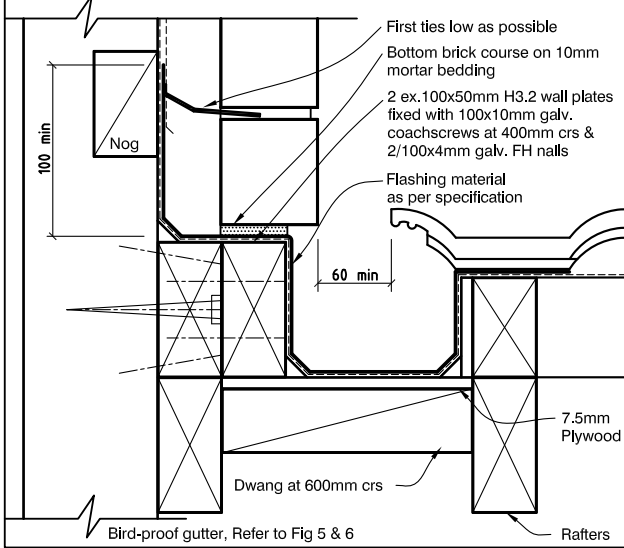 First ties low as possible
Bottom brick course on 10mm
mortar bedding
2 ex.100x50mm H3.2 wall plates
fixed with 100x10mm galv.
coachscrews at 400mm crs &
2/100x4mm galv. FH nalls
Nog
100 min
Flashing material
as per specification
60 min
7.5mm
Plywood
Dwang at 600mm crs
Bird-proof gutter, Refer to Fig 5 & 6
Rafters